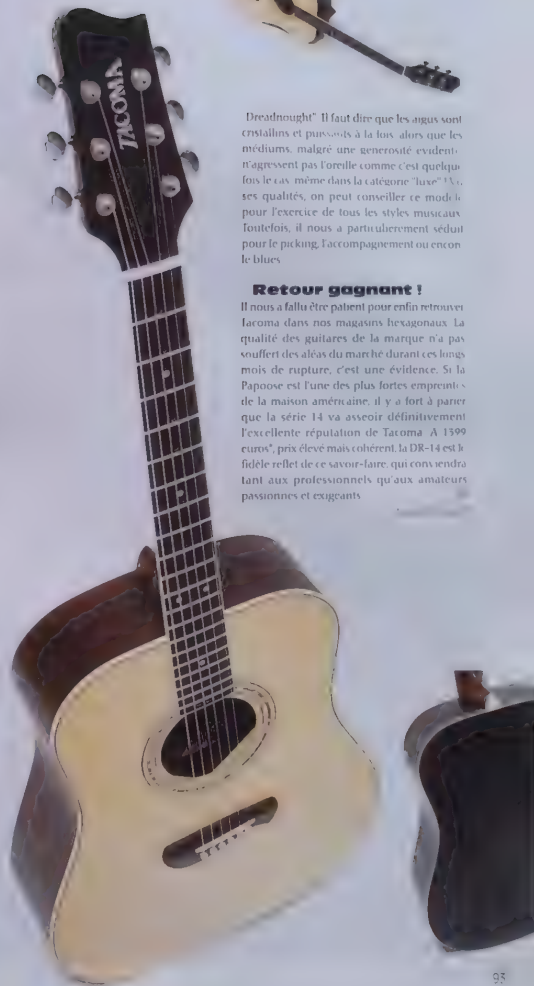 TACOMA
Dreadnought" Il faut dire que les aigus sont
cristallins et puissants à la fois alors que les
médiums, malgré une generosité evidente
n'agressent pas l'oreille comme c'est quelque
fois le cas même dans la catégorie "luxe" ! Vu
ses qualités, on peut conseiller ce modele
pour l'exercice de tous les styles musicaux
Toutefois, il nous a particulierement séduit
pour le picking, l'accompagnement ou encore
le blues
Retour gagnant !
Il nous a fallu être patient pour enfin retrouver
Tacoma dans nos magasins hexagonaux La
qualité des guitares de la marque n'a pas
souffert des aléas du marché durant ces longs
mois de rupture, c'est une évidence. Si la
Papoose est l'une des plus fortes empreintes
de la maison américaine, il y a fort à parier
que la série 14 va asseoir définitivement
l'excellente réputation de Tacoma A 1599
euros*, prix élevé mais cohérent, la DR-14 est le
fidèle reflet de ce savoir-faire, qui conviendra
tant aux professionnels qu'aux amateurs
passionnes et exigeants
93